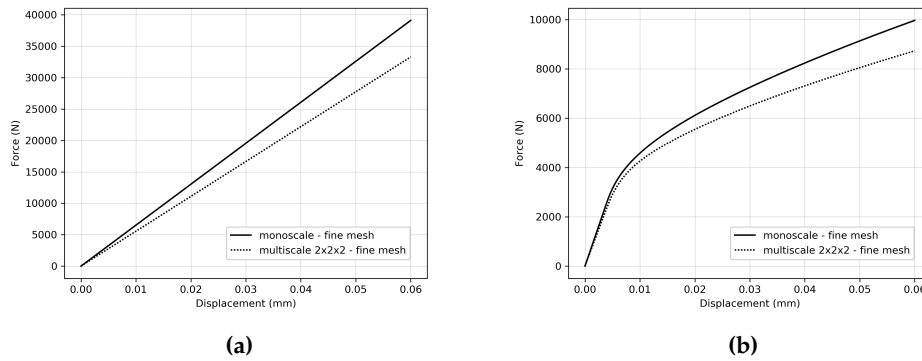 40000
35000
30000
25000
20000
15000
10000
5000
0
Force (N)
monoscale - fine mesh
multiscale 2x2x2 - fine mesh
0.00 0.01 0.02 0.03 0.04 0.05 0.06
Displacement (mm)
(a)
10000
8000
6000
4000
2000
0
Force (N)
monoscale - fine mesh
multiscale 2x2x2 - fine mesh
0.00 0.01 0.02 0.03 0.04 0.05 0.06
Displacement (mm)
(b)